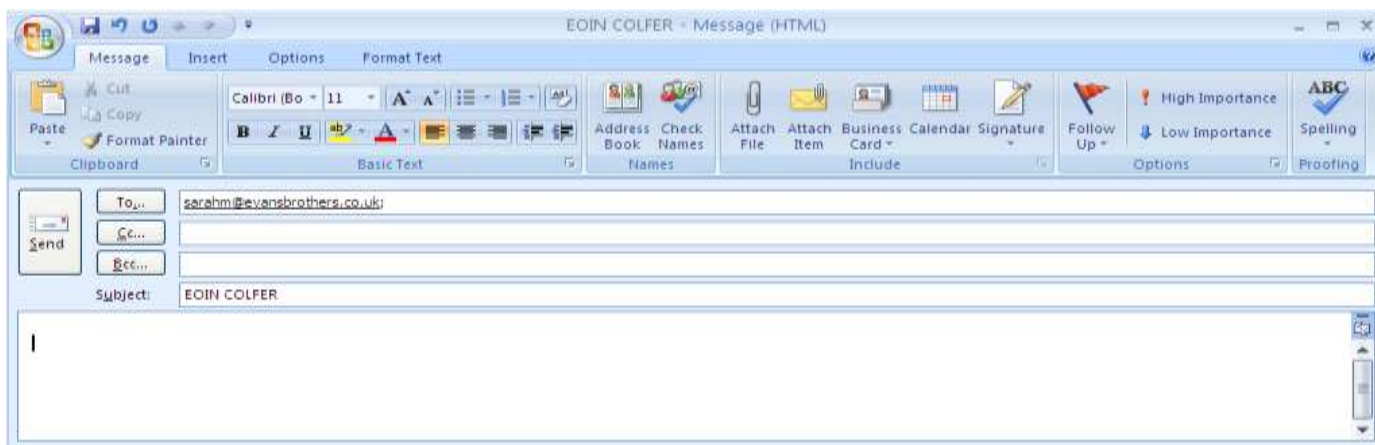 EOIN COLFER - Message (HTML)
Message Insert Options Format Text
Paste
Cut
Copy
Format Painter
Clipboard
Calibri (Bo 11 A A
B I U ab A
Basic Text
Address Book
Check Names
Names
Attach File
Attach Item
Business Card
Calendar
Signature
Include
Follow Up
High Importance
Low Importance
Options
ABC
Spelling
Proofing
Send
To...
sarahm@evansbrothers.co.uk;
Cc...
Bcc...
Subject: EOIN COLFER